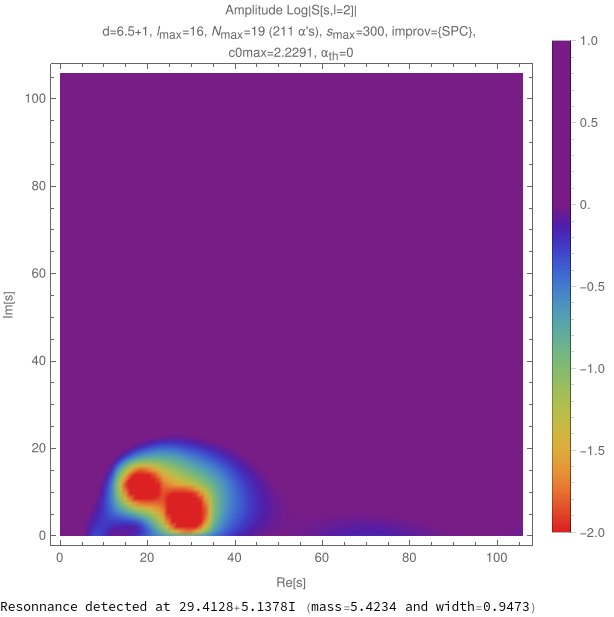 Amplitude Log|S[s,l=2]|
d=6.5+1, lmax=16, Nmax=19 (211 α's), smax=300, improv={SPC},
c0max=2.2291, αth=0
1.0
0.5
0.
−0.5
−1.0
−1.5
−2.0
100
80
60
40
20
0
Im[s]
0 20 40 60 80 100
Re[s]
Resonnance detected at 29.4128+5.1378I (mass=5.4234 and width=0.9473)